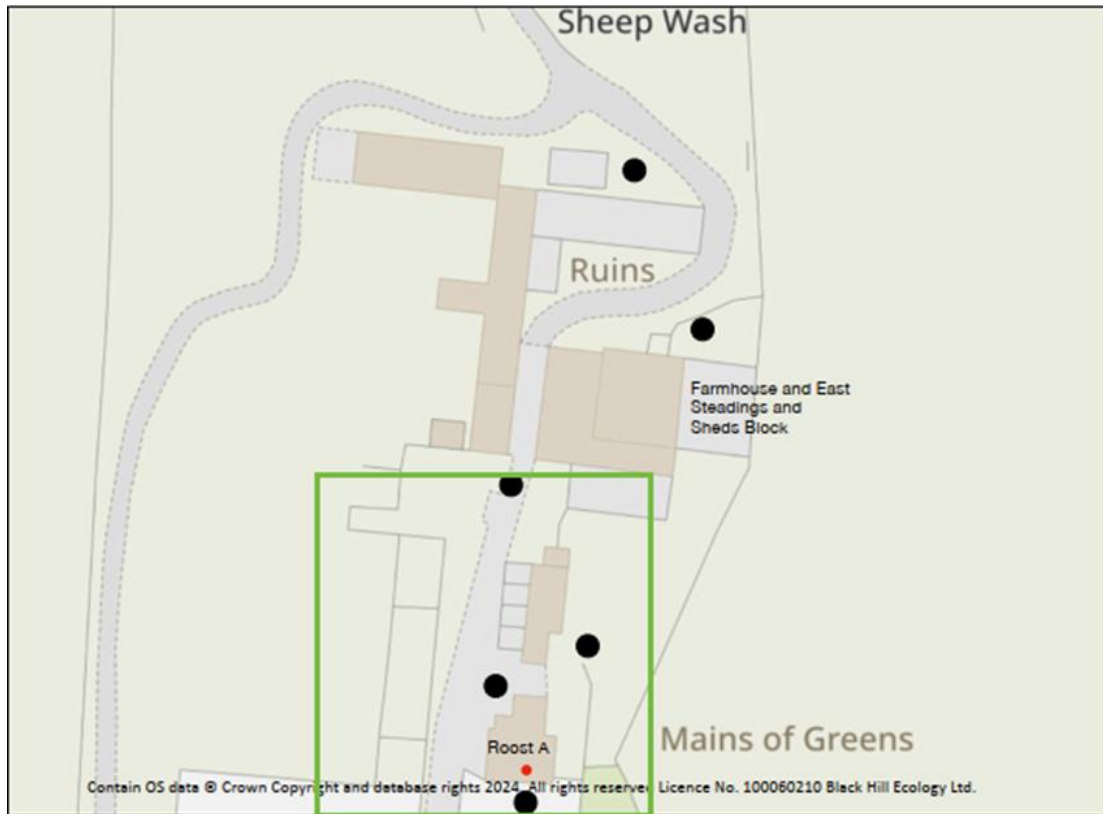 Sheep Wash
Ruins
Farmhouse and East
Steadings and
Sheds Block
Mains of Greens
Roost A
Contain OS data © Crown Copyright and database rights 2024. All rights reserved Licence No. 100060210 Black Hill Ecology Ltd.